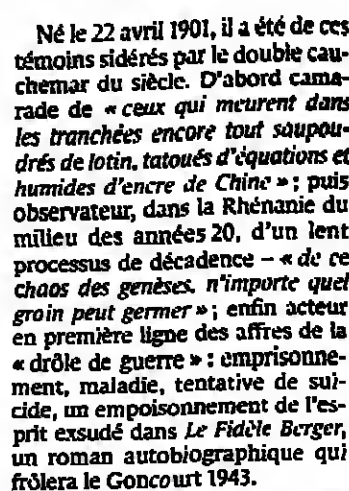 Né le 22 avril 1901, il a été de ces
témoins sidérés par le double cau-
chemar du siècle. D'abord cama-
rade de « ceux qui meurent dans
les tranchées encore tout saupou-
drés de lotin, tatoués d'équations et
humides d'encre de Chine » ; puis
observateur, dans la Rhénanie du
milieu des années 20, d'un lent
processus de décadence – « de ce
chaos des genèses, n'importe quel
grain peut germer » ; enfin acteur
en première ligne des affres de la
« drôle de guerre » : emprisonne-
ment, maladie, tentative de sui-
cide, un empoisonnement de l'es-
prit exsudé dans Le Fidèle Berger,
un roman autobiographique qui
frôlera le Goncourt 1943.